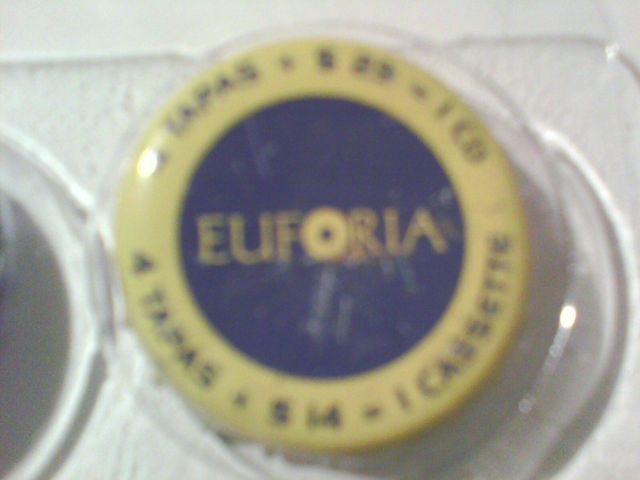 TAPAS + $ 29 = 1 CD
EUFORIA
4 TAPAS + $ 14 = 1 CASSETTE